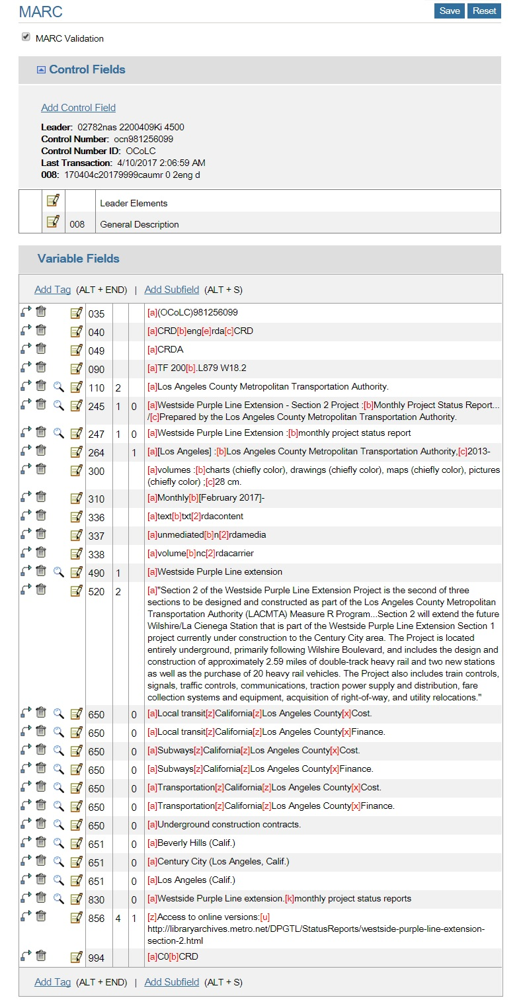 MARC
Save Reset
MARC Validation
Control Fields
Add Control Field
Leader: 02782nas 2200409Ki 4500
Control Number: ocn981256099
Control Number ID: OCoLC
Last Transaction: 4/10/2017 2:06:59 AM
008: 170404c20179999caumr 0 2eng d
Leader Elements
008 General Description
Variable Fields
Add Tag (ALT + END) | Add Subfield (ALT + S)
035 [a](OCoLC)981256099
040 [a]CRD[b]eng[e]rda[c]CRD
049 [a]CRDA
090 [a]TF 200[b].L879 W18.2
110 2 [a]Los Angeles County Metropolitan Transportation Authority.
245 1 0 [a]Westside Purple Line Extension - Section 2 Project :[b]Monthly Project Status Report...
/[c]Prepared by the Los Angeles County Metropolitan Transportation Authority.
247 1 0 [a]Westside Purple Line Extension :[b]monthly project status report
264 1 [a][Los Angeles] :[b]Los Angeles County Metropolitan Transportation Authority,[c]2013-
300 [a]volumes :[b]charts (chiefly color), drawings (chiefly color), maps (chiefly color), pictures
(chiefly color) ;[c]28 cm.
310 [a]Monthly[b][February 2017]-
336 [a]text[b]txt[2]rdacontent
337 [a]unmediated[b]n[2]rdamedia
338 [a]volume[b]nc[2]rdacarrier
490 1 [a]Westside Purple Line extension
520 2 [a]"Section 2 of the Westside Purple Line Extension Project is the second of three
sections to be designed and constructed as part of the Los Angeles County Metropolitan
Transportation Authority (LACMTA) Measure R Program...Section 2 will extend the future
Wilshire/La Cienega Station that is part of the Westside Purple Line Extension Section 1
project currently under construction to the Century City area. The Project is located
entirely underground, primarily following Wilshire Boulevard, and includes the design and
construction of approximately 2.59 miles of double-track heavy rail and two new stations
as well as the purchase of 20 heavy rail vehicles. The Project also includes train controls,
signals, traffic controls, communications, traction power supply and distribution, fare
collection systems and equipment, acquisition of right-of-way, and utility relocations."
650 0 [a]Local transit[z]California[z]Los Angeles County[x]Cost.
650 0 [a]Local transit[z]California[z]Los Angeles County[x]Finance.
650 0 [a]Subways[z]California[z]Los Angeles County[x]Cost.
650 0 [a]Subways[z]California[z]Los Angeles County[x]Finance.
650 0 [a]Transportation[z]California[z]Los Angeles County[x]Cost.
650 0 [a]Transportation[z]California[z]Los Angeles County[x]Finance.
650 0 [a]Underground construction contracts.
651 0 [a]Beverly Hills (Calif.)
651 0 [a]Century City (Los Angeles, Calif.)
651 0 [a]Los Angeles (Calif.)
830 0 [a]Westside Purple Line extension.[k]monthly project status reports
856 4 1 [z]Access to online versions:[u]
http://libraryarchives.metro.net/DPGTL/StatusReports/westside-purple-line-extension-
section-2.html
994 [a]C0[b]CRD
Add Tag (ALT + END) | Add Subfield (ALT + S)